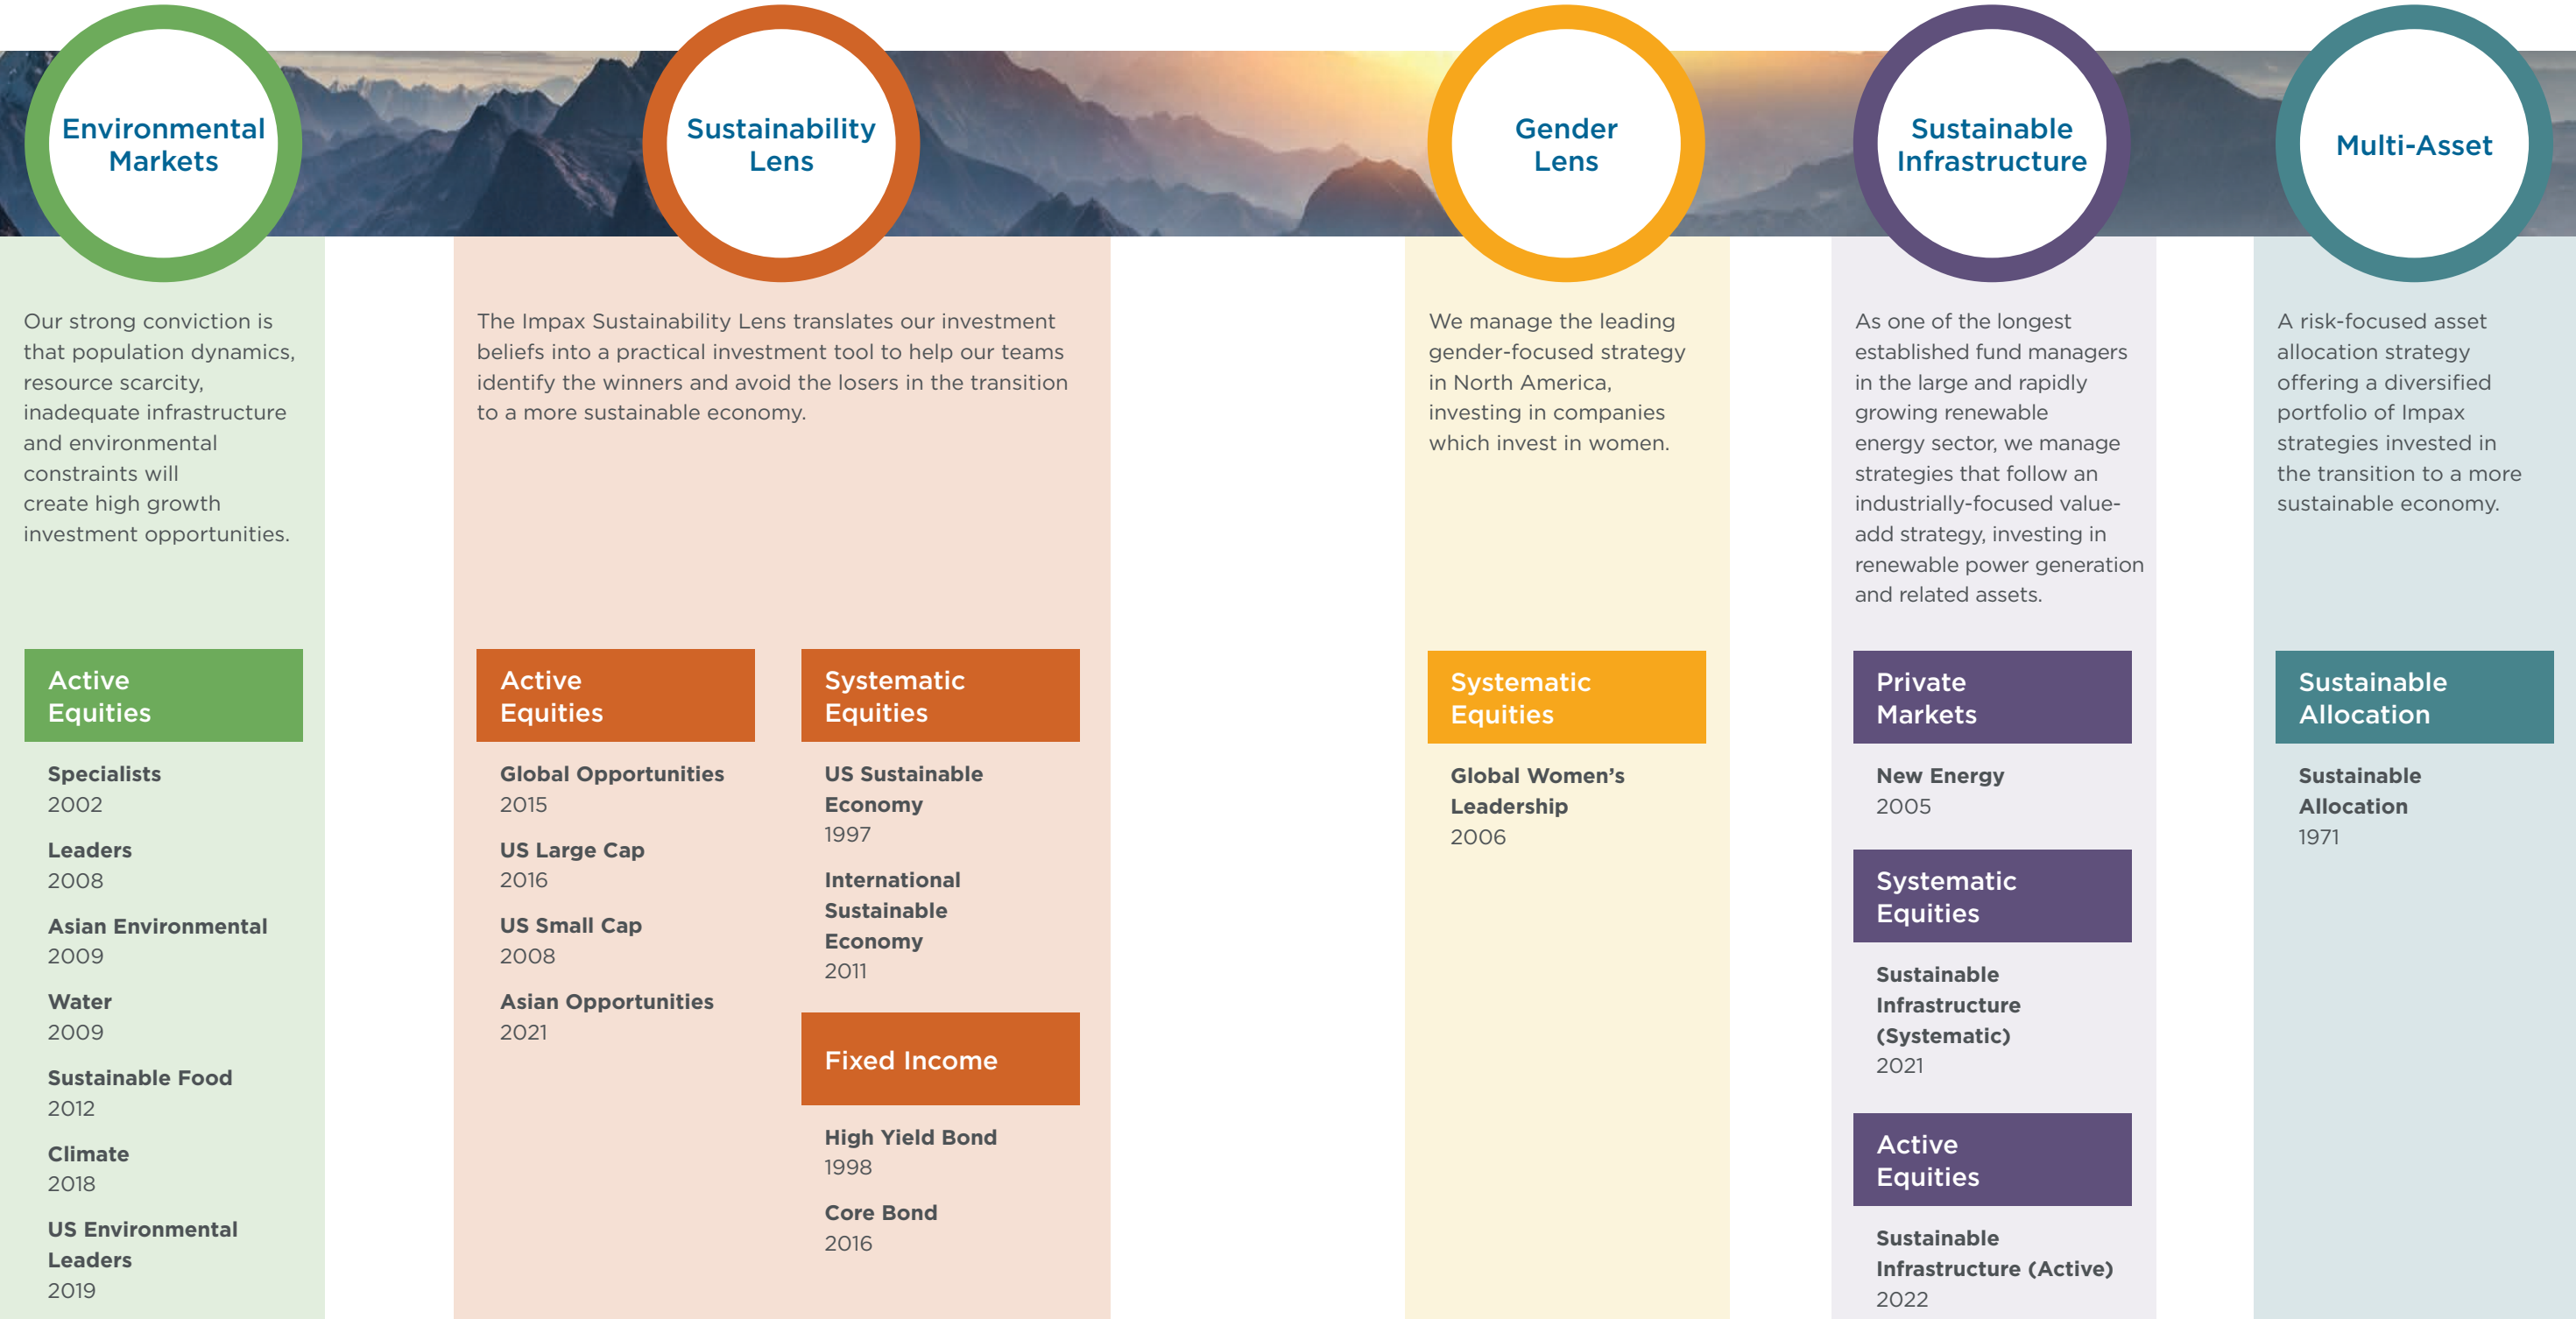 Environmental
Markets
Our strong conviction is
that population dynamics,
resource scarcity,
inadequate infrastructure
and environmental
constraints will
create high growth
investment opportunities.
Active
Equities
Specialists
2002
Leaders
2008
Asian Environmental
2009
Water
2009
Sustainable Food
2012
Climate
2018
US Environmental
Leaders
2019
Sustainability
Lens
The Impax Sustainability Lens translates our investment
beliefs into a practical investment tool to help our teams
identify the winners and avoid the losers in the transition
to a more sustainable economy.
Active
Equities
Global Opportunities
2015
US Large Cap
2016
US Small Cap
2008
Asian Opportunities
2021
Systematic
Equities
US Sustainable
Economy
1997
International
Sustainable
Economy
2011
Fixed Income
High Yield Bond
1998
Core Bond
2016
Gender
Lens
We manage the leading
gender-focused strategy
in North America,
investing in companies
which invest in women.
Systematic
Equities
Global Women’s
Leadership
2006
Sustainable
Infrastructure
As one of the longest
established fund managers
in the large and rapidly
growing renewable
energy sector, we manage
strategies that follow an
industrially-focused value-
add strategy, investing in
renewable power generation
and related assets.
Private
Markets
New Energy
2005
Systematic
Equities
Sustainable
Infrastructure
(Systematic)
2021
Active
Equities
Sustainable
Infrastructure (Active)
2022
Multi-Asset
A risk-focused asset
allocation strategy
offering a diversified
portfolio of Impax
strategies invested in
the transition to a more
sustainable economy.
Sustainable
Allocation
Sustainable
Allocation
1971